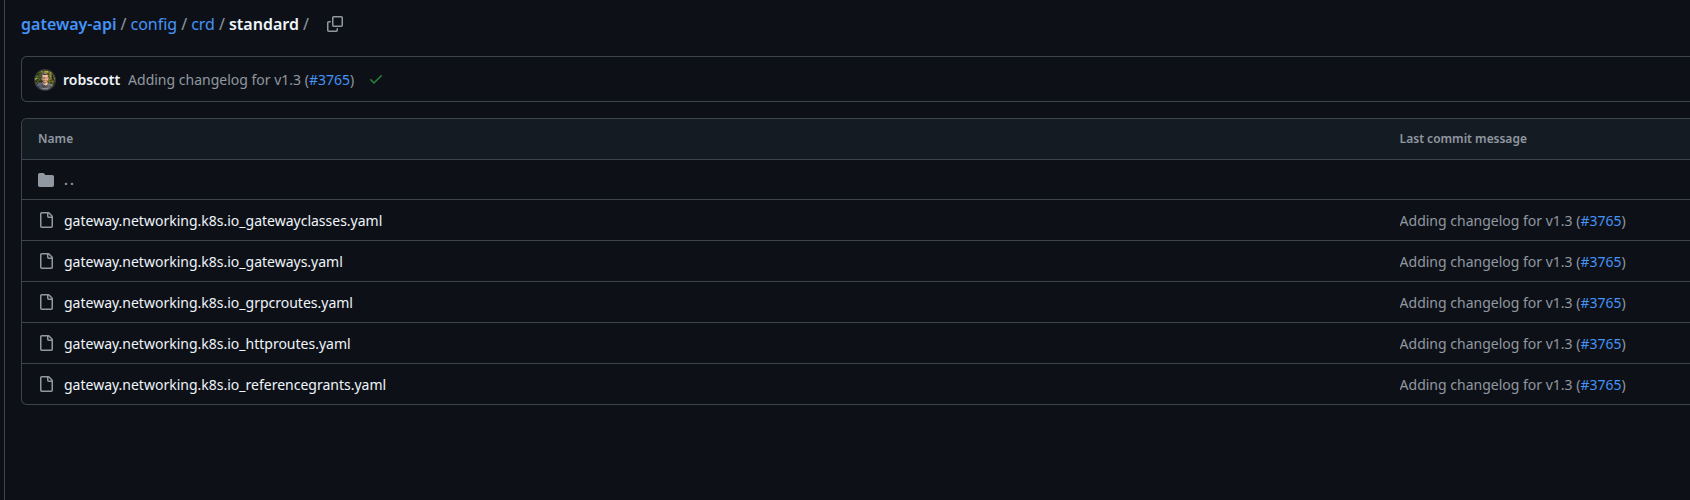 gateway-api / config / crd / standard /
robscott Adding changelog for v1.3 (#3765)
Name Last commit message
..
gateway.networking.k8s.io_gatewayclasses.yaml Adding changelog for v1.3 (#3765)
gateway.networking.k8s.io_gateways.yaml Adding changelog for v1.3 (#3765)
gateway.networking.k8s.io_grpcroutes.yaml Adding changelog for v1.3 (#3765)
gateway.networking.k8s.io_httproutes.yaml Adding changelog for v1.3 (#3765)
gateway.networking.k8s.io_referencegrants.yaml Adding changelog for v1.3 (#3765)